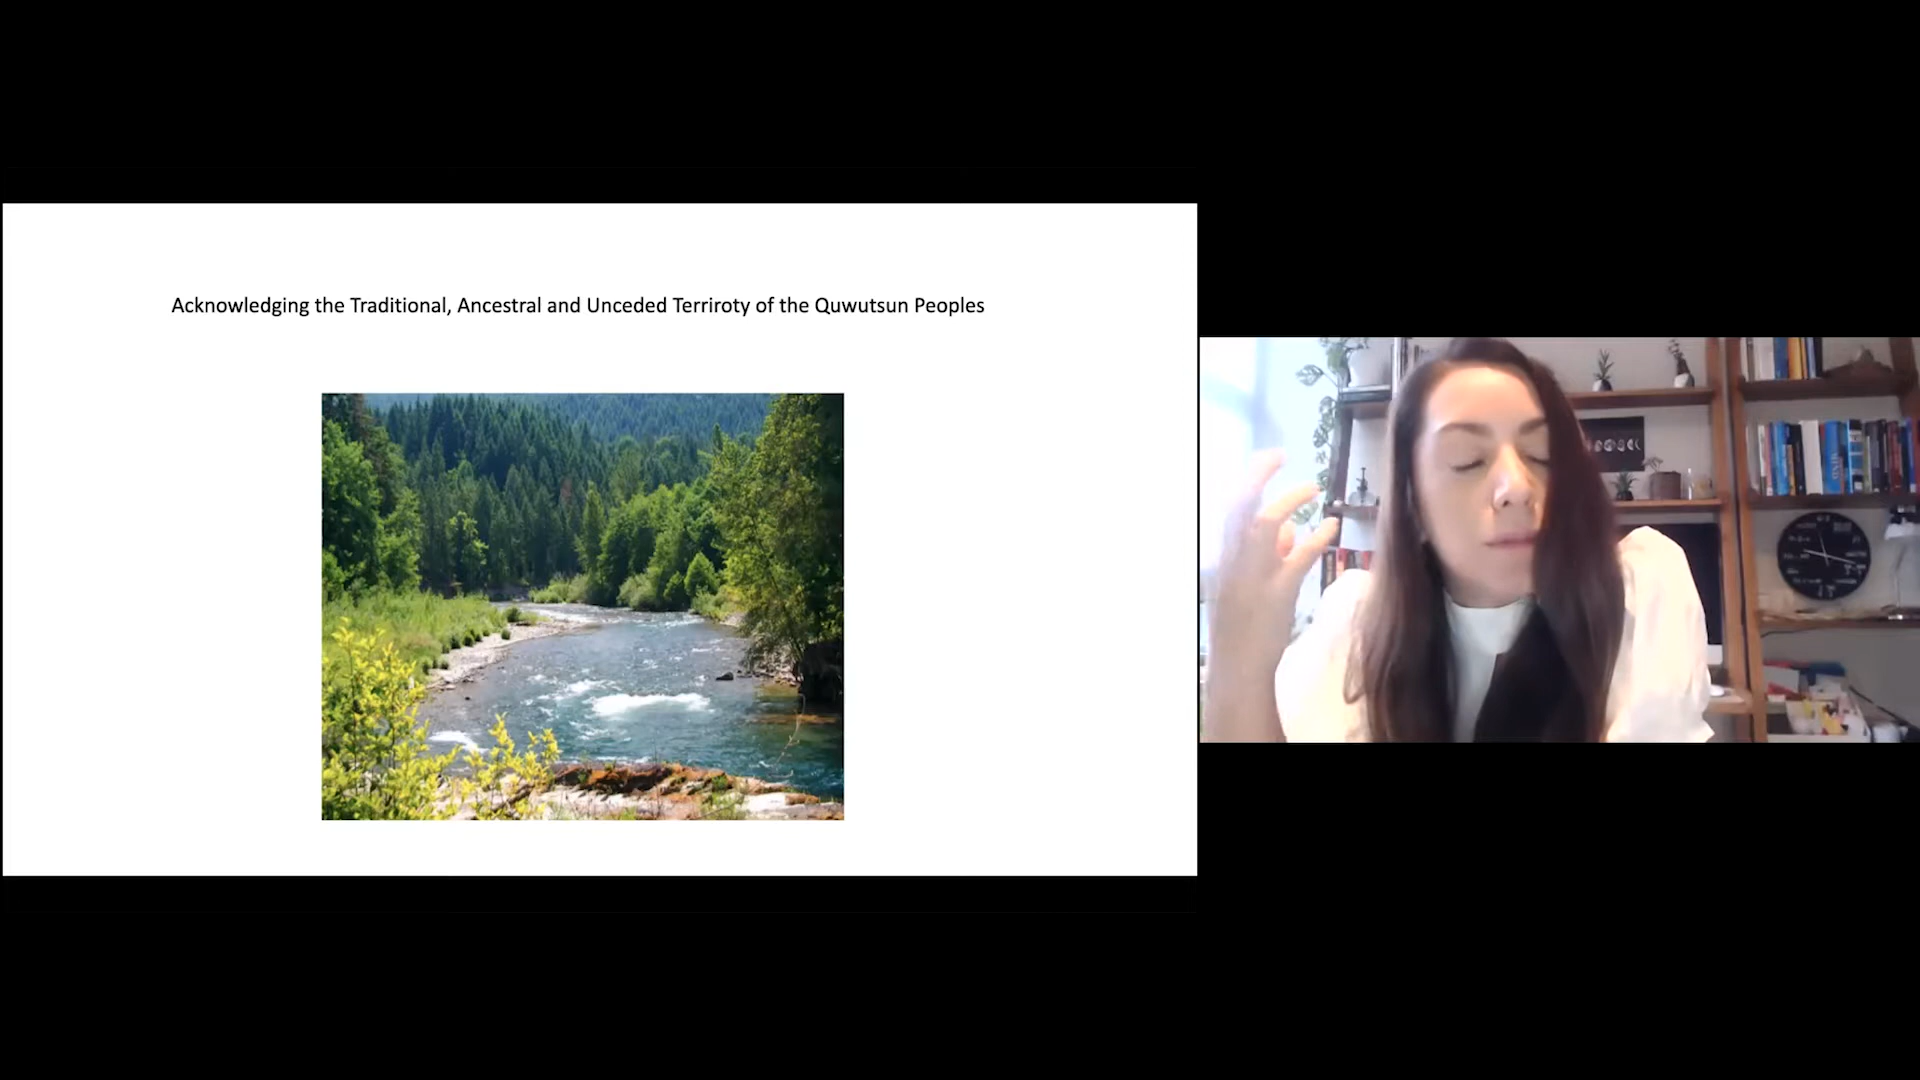 Acknowledging the Traditional, Ancestral and Unceded Terriroty of the Quwutsun Peoples